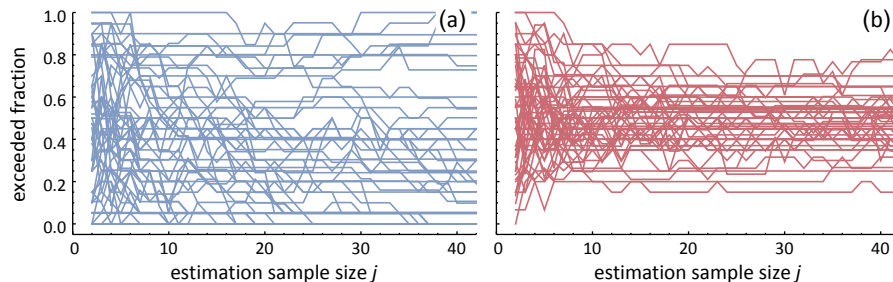 (a)
(b)
exceeded fraction
1.0
0.8
0.6
0.4
0.2
0.0
0 10 20 30 40
0 10 20 30 40
estimation sample size j
estimation sample size j